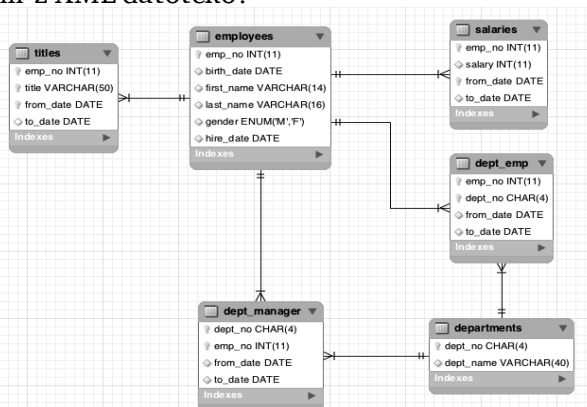 titles
emp_no INT(11)
title VARCHAR(50)
from_date DATE
to_date DATE
Indexes
employees
emp_no INT(11)
birth_date DATE
first_name VARCHAR(14)
last_name VARCHAR(16)
gender ENUM('M','F')
hire_date DATE
Indexes
salaries
emp_no INT(11)
salary INT(11)
from_date DATE
to_date DATE
Indexes
dept_emp
emp_no INT(11)
dept_no CHAR(4)
from_date DATE
to_date DATE
Indexes
dept_manager
dept_no CHAR(4)
emp_no INT(11)
from_date DATE
to_date DATE
Indexes
departments
dept_no CHAR(4)
dept_name VARCHAR(40)
Indexes